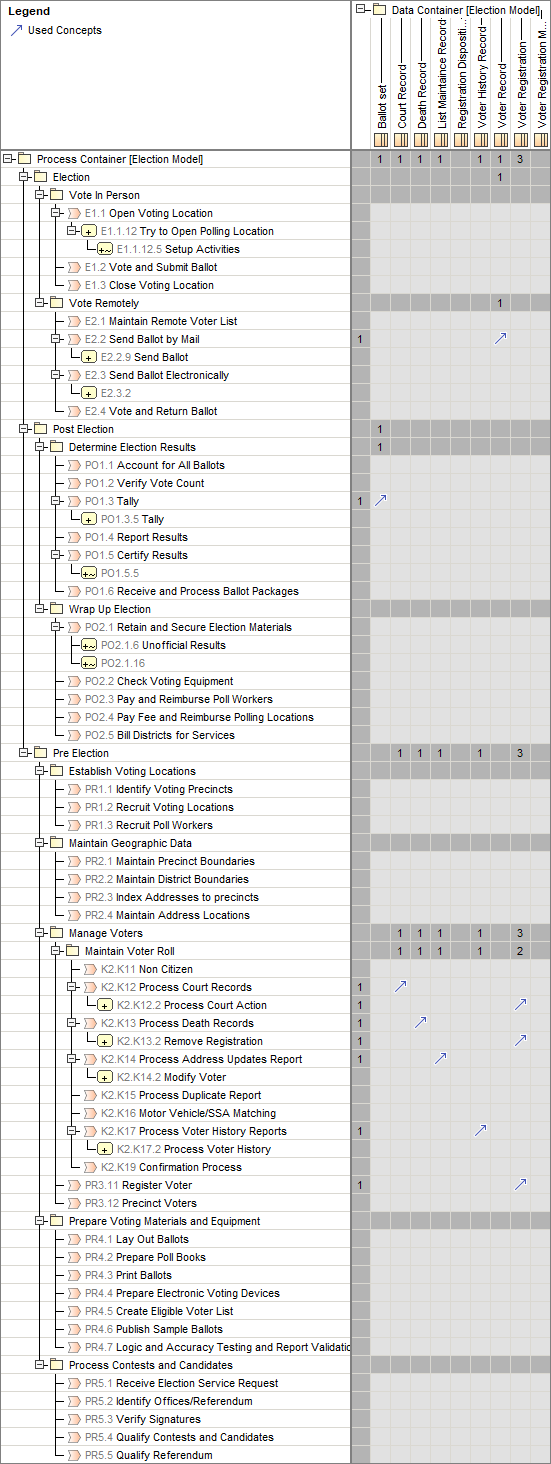 Legend
Used Concepts
Data Container [Election Model]
Ballot set
Court Record
Death Record
List Maintaince Record
Registration Dispositi...
Voter History Record
Voter Record
Voter Registration
Voter Registration M...
Process Container [Election Model] 1 1 1 1 1 1 3
Election 1
Vote In Person
E1.1 Open Voting Location
E1.1.12 Try to Open Polling Location
E1.1.12.5 Setup Activities
E1.2 Vote and Submit Ballot
E1.3 Close Voting Location
Vote Remotely 1
E2.1 Maintain Remote Voter List
E2.2 Send Ballot by Mail 1
E2.2.9 Send Ballot
E2.3 Send Ballot Electronically
E2.3.2
E2.4 Vote and Return Ballot
Post Election 1
Determine Election Results 1
PO1.1 Account for All Ballots
PO1.2 Verify Vote Count
PO1.3 Tally 1
PO1.3.5 Tally
PO1.4 Report Results
PO1.5 Certify Results
PO1.5.5
PO1.6 Receive and Process Ballot Packages
Wrap Up Election
PO2.1 Retain and Secure Election Materials
PO2.1.6 Unofficial Results
PO2.1.16
PO2.2 Check Voting Equipment
PO2.3 Pay and Reimburse Poll Workers
PO2.4 Pay Fee and Reimburse Polling Locations
PO2.5 Bill Districts for Services
Pre Election 1 1 1 1 3
Establish Voting Locations
PR1.1 Identify Voting Precincts
PR1.2 Recruit Voting Locations
PR1.3 Recruit Poll Workers
Maintain Geographic Data
PR2.1 Maintain Precinct Boundaries
PR2.2 Maintain District Boundaries
PR2.3 Index Addresses to precincts
PR2.4 Maintain Address Locations
Manage Voters 1 1 1 1 3
Maintain Voter Roll 1 1 1 1 2
K2.K11 Non Citizen
K2.K12 Process Court Records 1
K2.K12.2 Process Court Action 1
K2.K13 Process Death Records 1
K2.K13.2 Remove Registration 1
K2.K14 Process Address Updates Report 1
K2.K14.2 Modify Voter
K2.K15 Process Duplicate Report
K2.K16 Motor Vehicle/SSA Matching
K2.K17 Process Voter History Reports 1
K2.K17.2 Process Voter History
K2.K19 Confirmation Process
PR3.11 Register Voter 1
PR3.12 Precinct Voters
Prepare Voting Materials and Equipment
PR4.1 Lay Out Ballots
PR4.2 Prepare Poll Books
PR4.3 Print Ballots
PR4.4 Prepare Electronic Voting Devices
PR4.5 Create Eligible Voter List
PR4.6 Publish Sample Ballots
PR4.7 Logic and Accuracy Testing and Report Validatio
Process Contests and Candidates
PR5.1 Receive Election Service Request
PR5.2 Identify Offices/Referendum
PR5.3 Verify Signatures
PR5.4 Qualify Contests and Candidates
PR5.5 Qualify Referendum